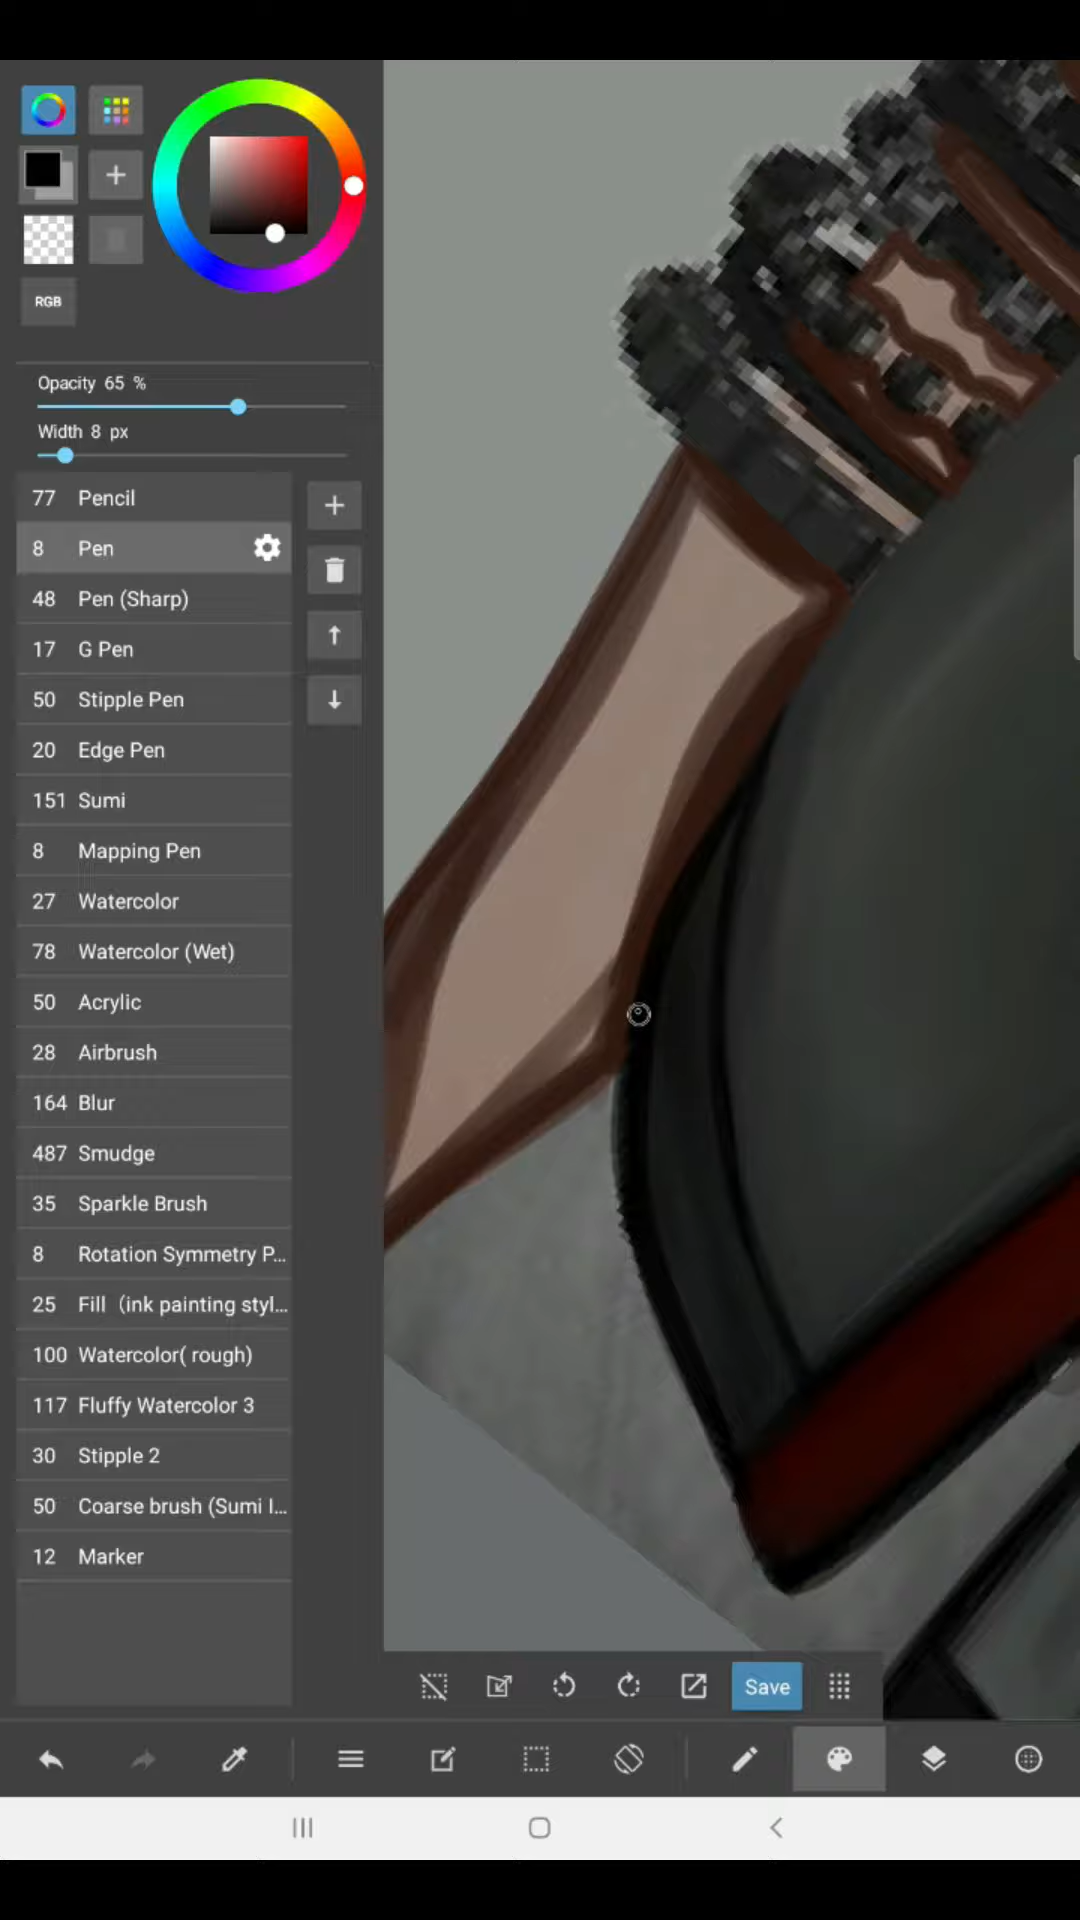 RGB
Opacity 65 %
Width 8 px
77 Pencil
8 Pen
48 Pen (Sharp)
17 G Pen
50 Stipple Pen
20 Edge Pen
151 Sumi
8 Mapping Pen
27 Watercolor
78 Watercolor (Wet)
50 Acrylic
28 Airbrush
164 Blur
487 Smudge
35 Sparkle Brush
8 Rotation Symmetry P...
25 Fill（ink painting styl...
100 Watercolor( rough)
117 Fluffy Watercolor 3
30 Stipple 2
50 Coarse brush (Sumi I...
12 Marker
Save